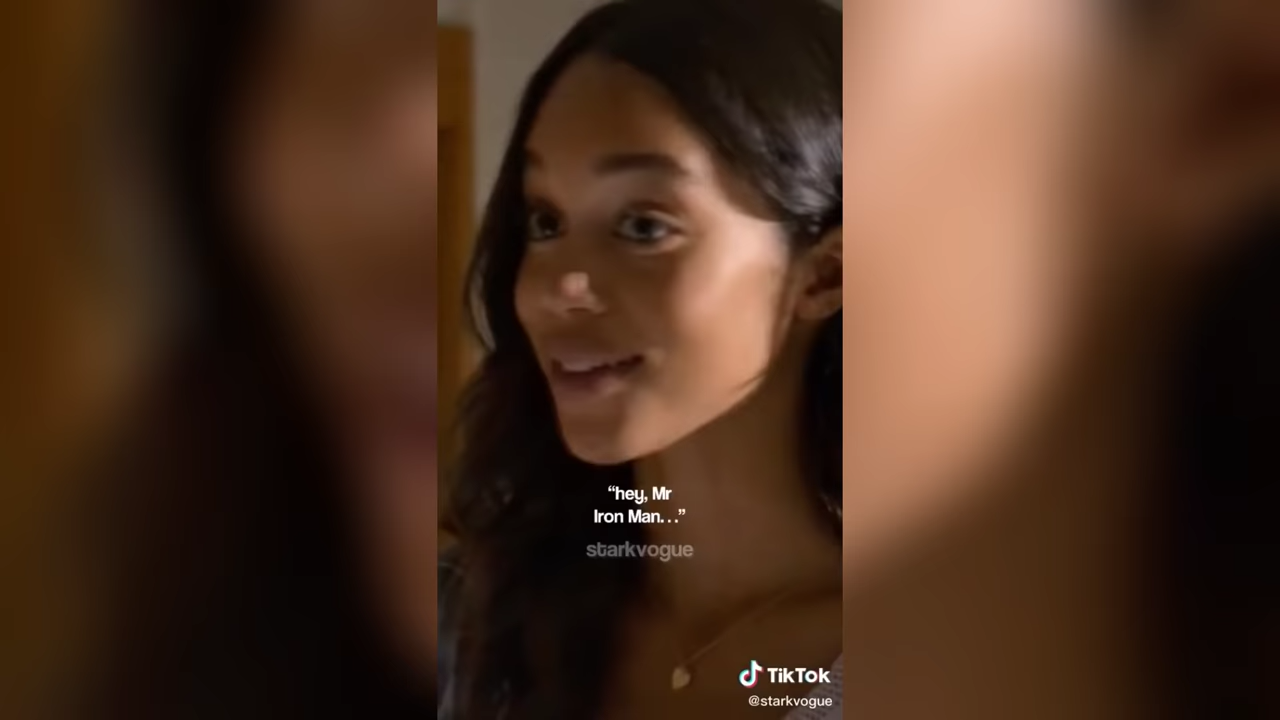 “hey, Mr
Iron Man...”
starkvogue
TikTok
@starkvogue